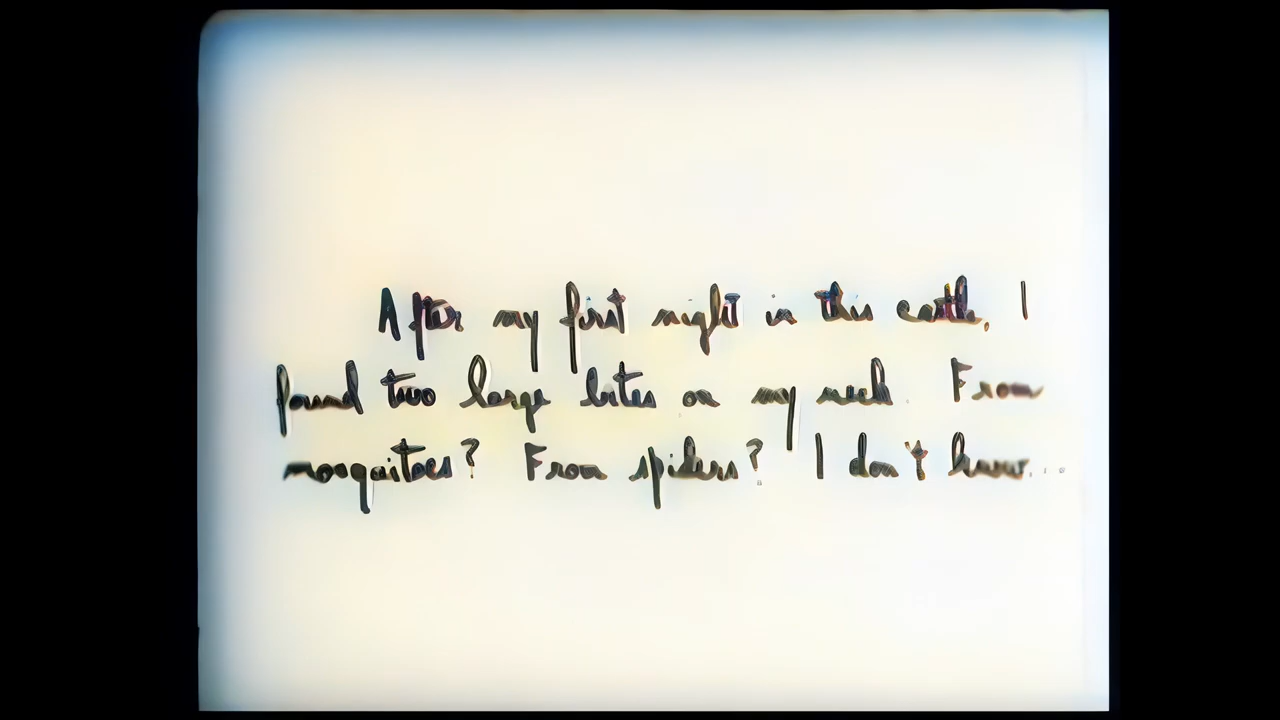 After my first night in this castle, I
found two large bites on my neck. From
mosquitoes? From spiders? I don't know...